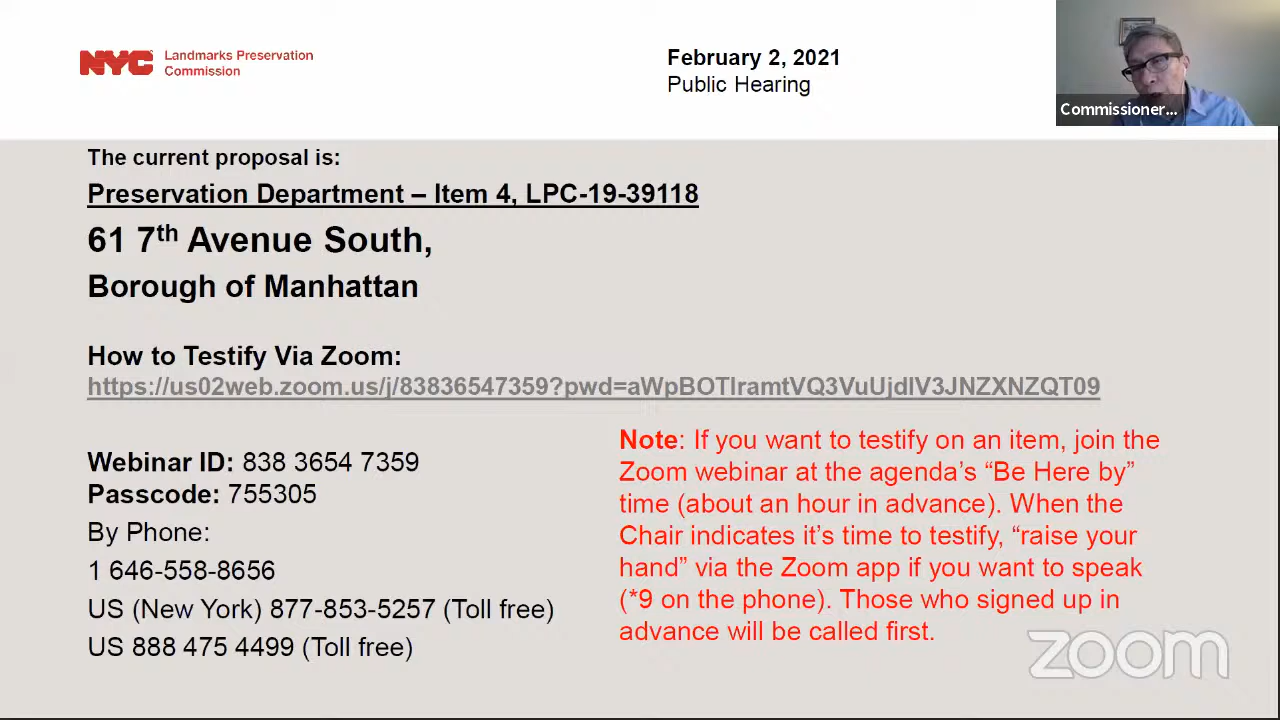 NYC Landmarks Preservation
Commission
February 2, 2021
Public Hearing
Commissioner...
The current proposal is:
Preservation Department – Item 4, LPC-19-39118
61 7th Avenue South,
Borough of Manhattan
How to Testify Via Zoom:
https://us02web.zoom.us/j/83836547359?pwd=aWpBOTlramtVQ3VuUjdlV3JNZXNZQT09
Webinar ID: 838 3654 7359
Passcode: 755305
By Phone:
1 646-558-8656
US (New York) 877-853-5257 (Toll free)
US 888 475 4499 (Toll free)
Note: If you want to testify on an item, join the
Zoom webinar at the agenda’s “Be Here by”
time (about an hour in advance). When the
Chair indicates it’s time to testify, “raise your
hand” via the Zoom app if you want to speak
(*9 on the phone). Those who signed up in
advance will be called first.
zoom